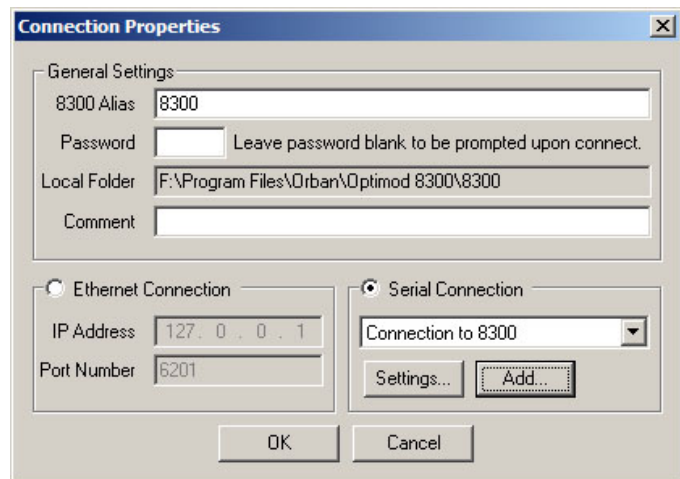 Connection Properties
General Settings
8300 Alias 8300
Password Leave password blank to be prompted upon connect.
Local Folder F:\Program Files\Orban\Optimod 8300\8300
Comment
Ethernet Connection
IP Address 127. 0 . 0 . 1
Port Number 6201
Serial Connection
Connection to 8300
Settings... Add...
OK Cancel